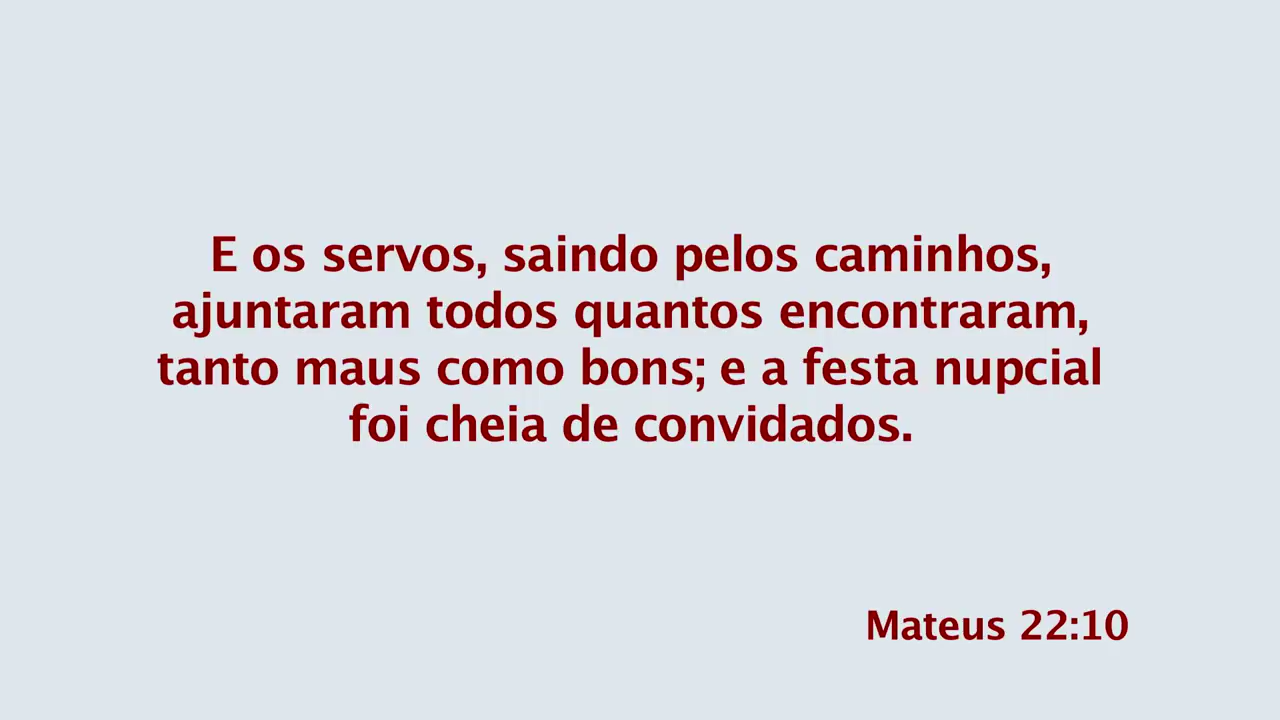 E os servos, saindo pelos caminhos,
ajuntaram todos quantos encontraram,
tanto maus como bons; e a festa nupcial
foi cheia de convidados.
Mateus 22:10